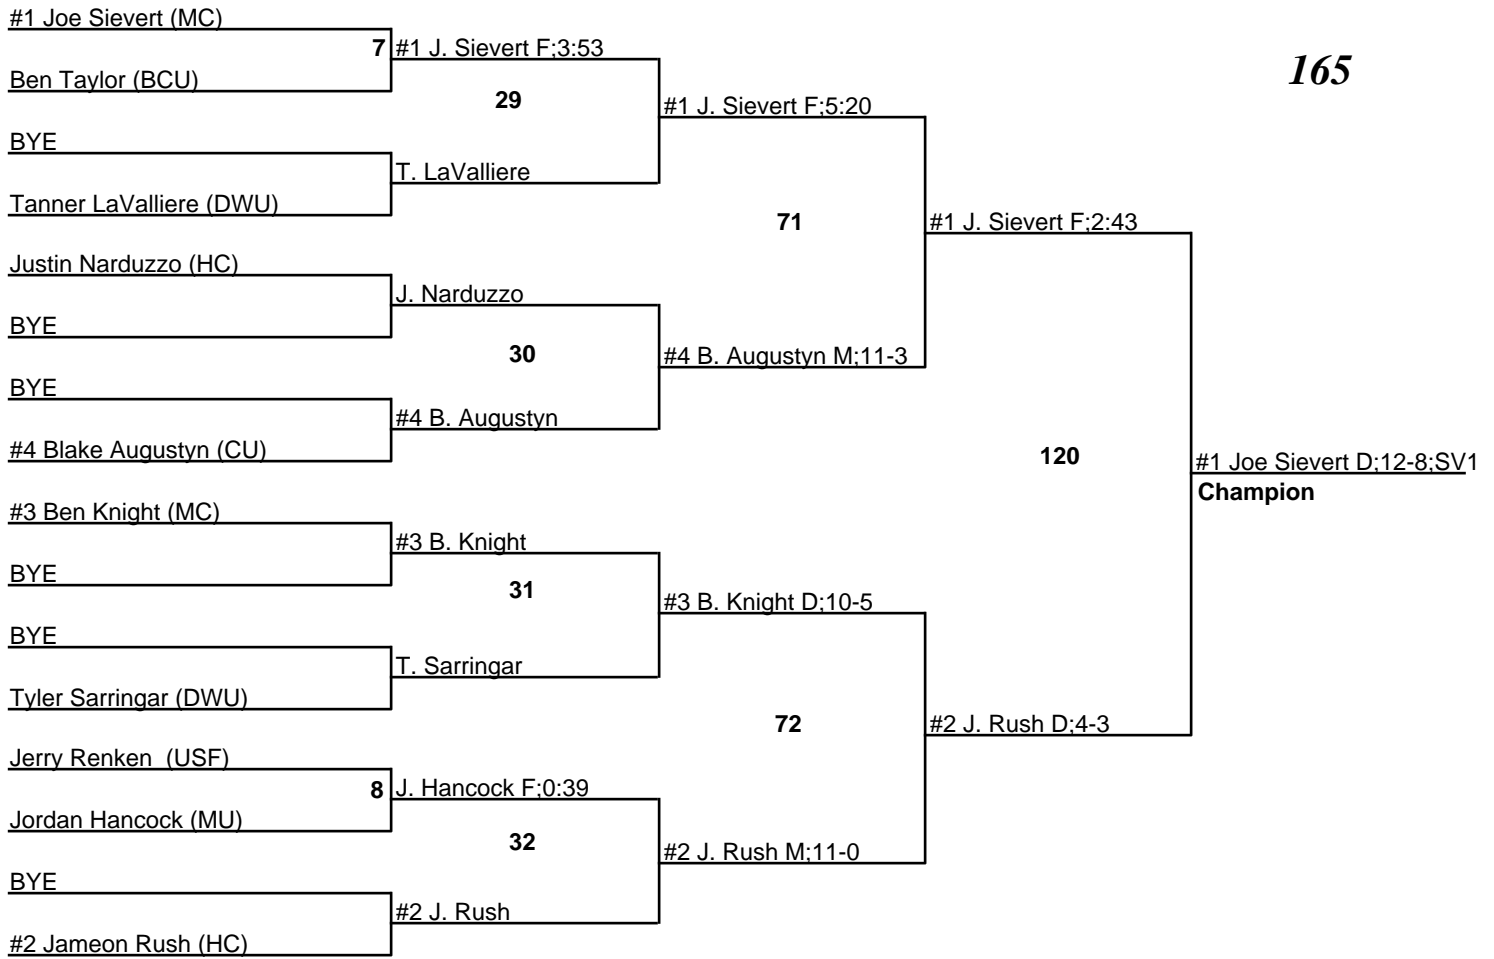 #1 Joe Sievert (MC)
7 #1 J. Sievert F;3:53
165
Ben Taylor (BCU)
29
#1 J. Sievert F;5:20
BYE
T. LaValliere
Tanner LaValliere (DWU)
71
#1 J. Sievert F;2:43
Justin Narduzzo (HC)
J. Narduzzo
BYE
30
#4 B. Augustyn M;11-3
BYE
#4 B. Augustyn
#4 Blake Augustyn (CU)
120
#1 Joe Sievert D;12-8;SV1
Champion
#3 Ben Knight (MC)
#3 B. Knight
BYE
31
#3 B. Knight D;10-5
BYE
T. Sarringar
Tyler Sarringar (DWU)
72
#2 J. Rush D;4-3
Jerry Renken (USF)
8 J. Hancock F;0:39
Jordan Hancock (MU)
32
#2 J. Rush M;11-0
BYE
#2 J. Rush
#2 Jameon Rush (HC)